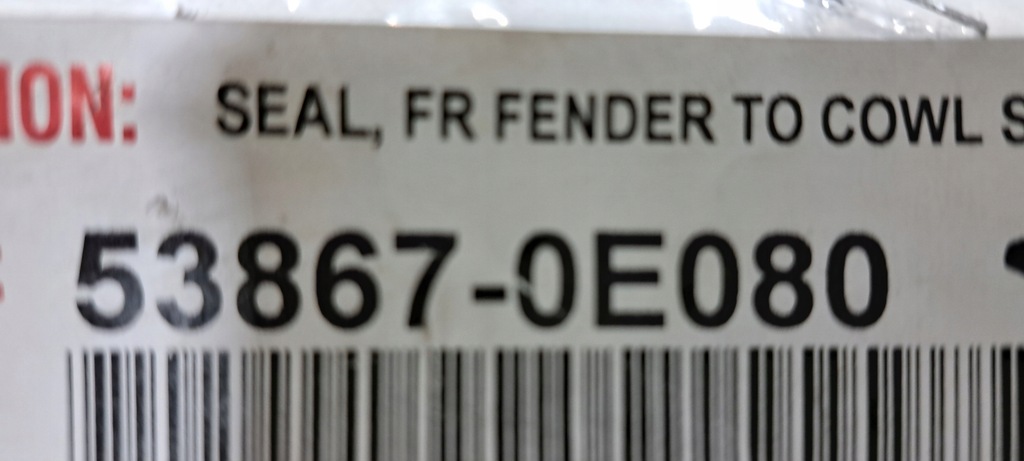 ION: SEAL, FR FENDER TO COWL S
53867-0E080